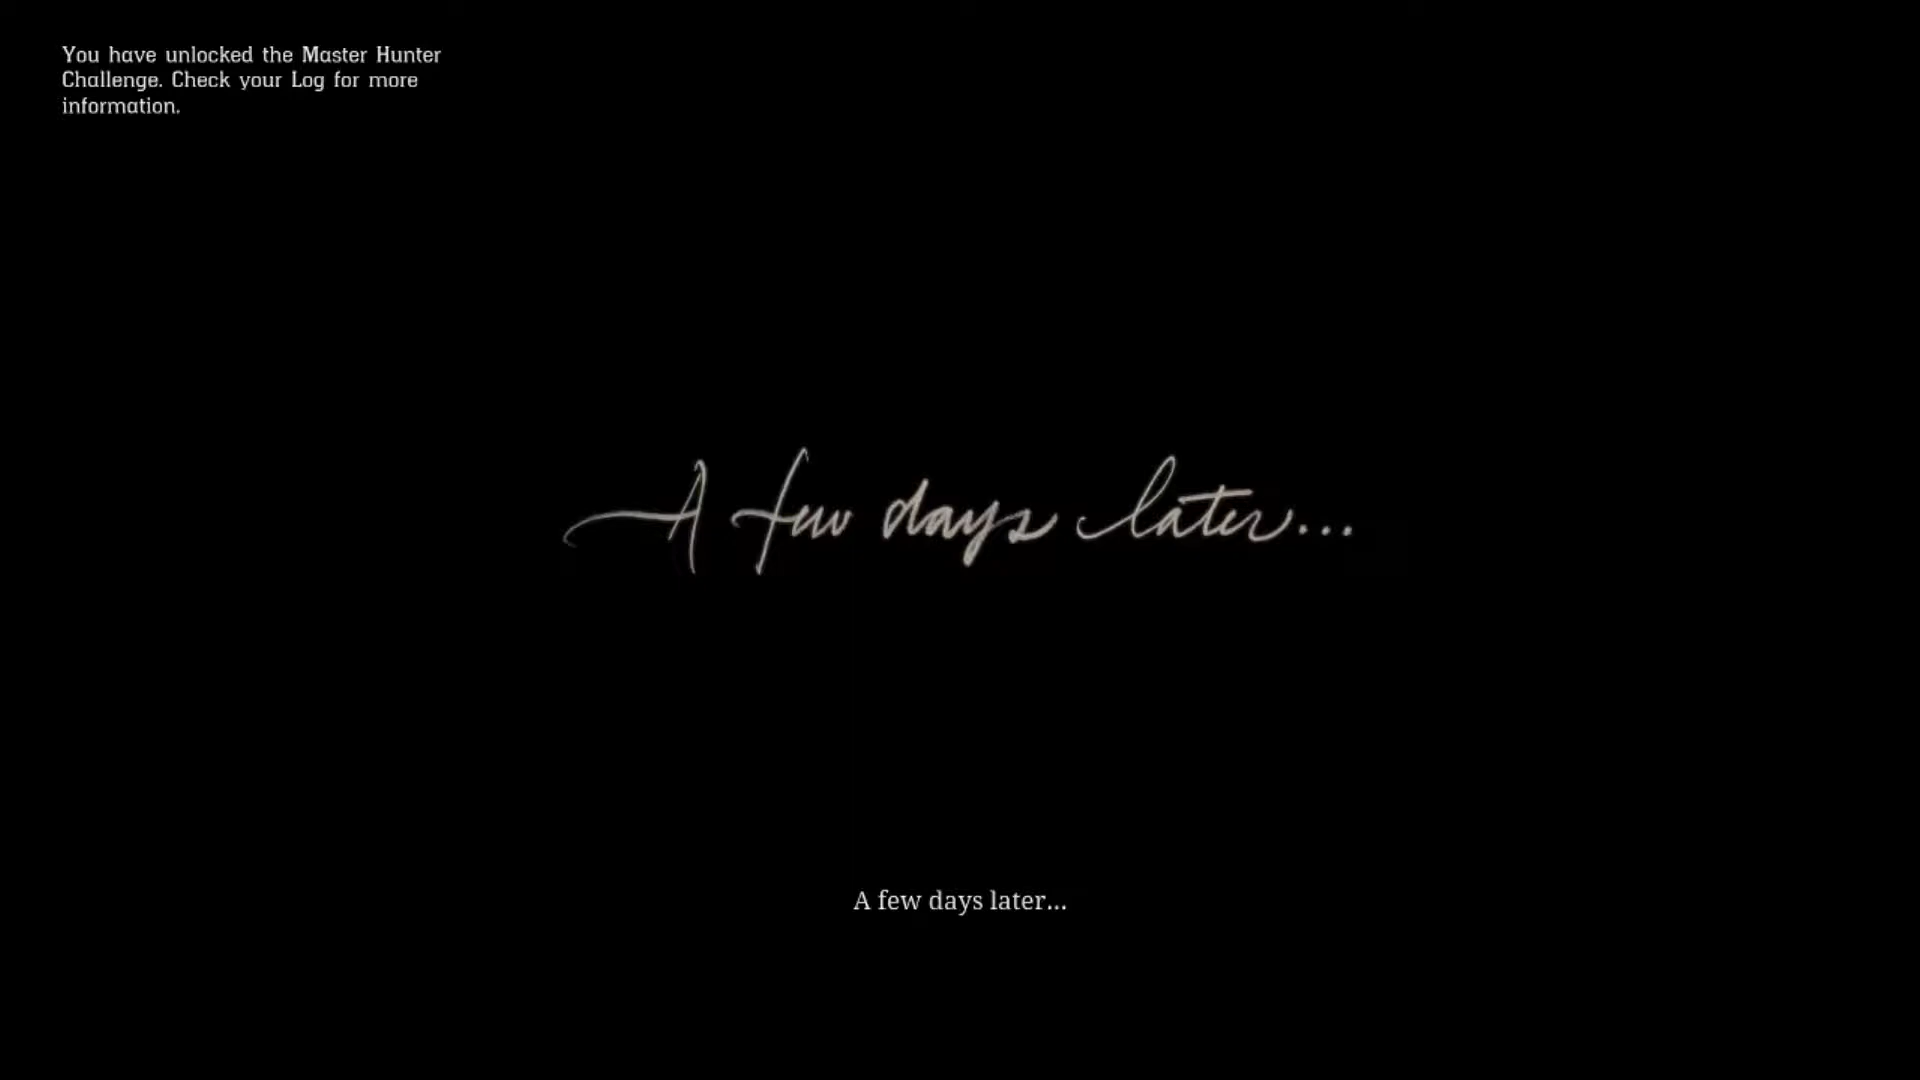 You have unlocked the Master Hunter
Challenge. Check your Log for more
information.
A few days later...
A few days later...